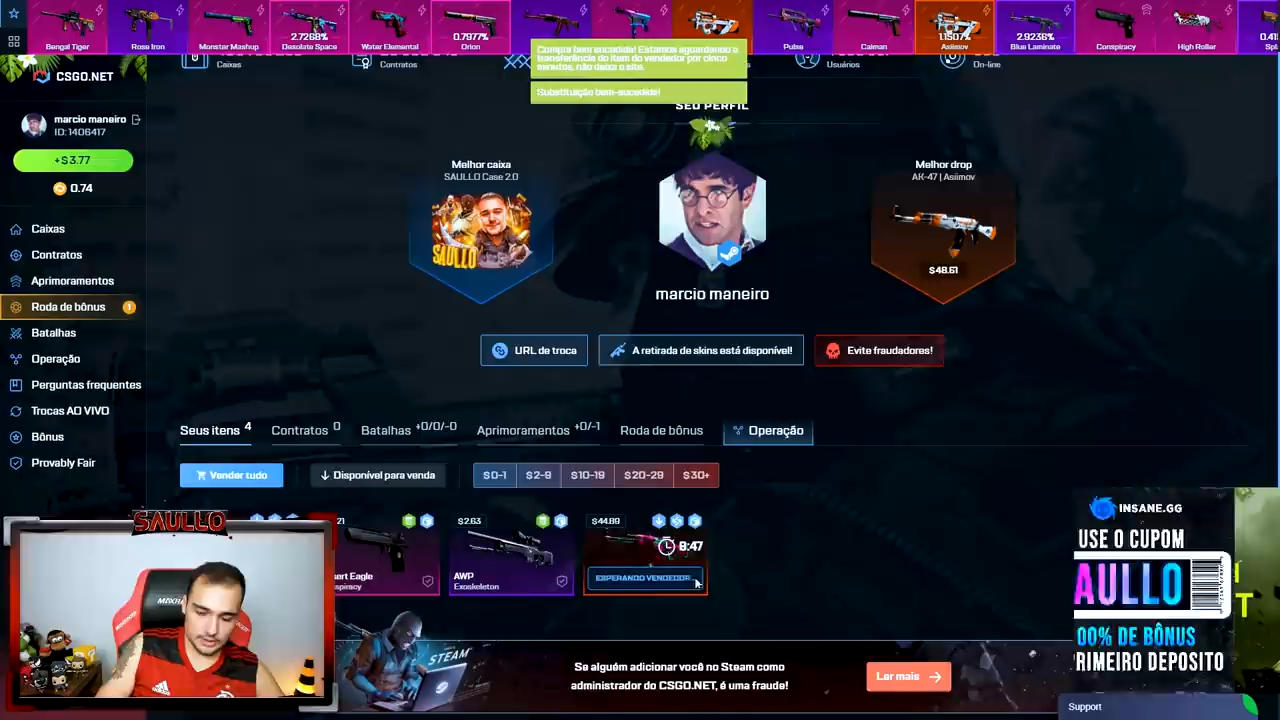 Bengal Tiger
Rose Iron
Monster Mashup
2.7268%
Desolate Space
Water Elemental
0.7977%
Orion
Pulse
Caiman
1.1507%
Asiimov
2.9236%
Blue Laminate
Conspiracy
High Roller
CSGO.NET
Caixas
Contratos
Usuários
On-line
Compra bem sucedida! Estamos aguardando a
transferência do item do vendedor por cinco
minutos, não deixe o site.
Substituição bem-sucedida!
SEU PERFIL
marcio maneiro
ID: 1406417
+$3.77
0.74
Caixas
Contratos
Aprimoramentos
Roda de bônus 1
Batalhas
Operação
Perguntas frequentes
Trocas AO VIVO
Bônus
Provably Fair
Melhor caixa
SAULLO Case 2.0
SAULLO
marcio maneiro
Melhor drop
AK-47 | Asiimov
$48.61
URL de troca
A retirada de skins está disponível!
Evite fraudadores!
Seus itens 4
Contratos 0
Batalhas +0/0/-0
Aprimoramentos +0/-1
Roda de bônus
Operação
Vender tudo
Disponível para venda
$0-1
$2-9
$10-19
$20-29
$30+
21
sert Eagle
spiracy
$2.63
AWP
Exoskeleton
$44.89
8:47
ESPERANDO VENDEDOR
SAULLO
STEAM
Se alguém adicionar você no Steam como
administrador do CSGO.NET, é uma fraude!
Ler mais
INSANE.GG
USE O CUPOM
AULLO
00% DE BÔNUS
RIMEIRO DEPOSITO
Support